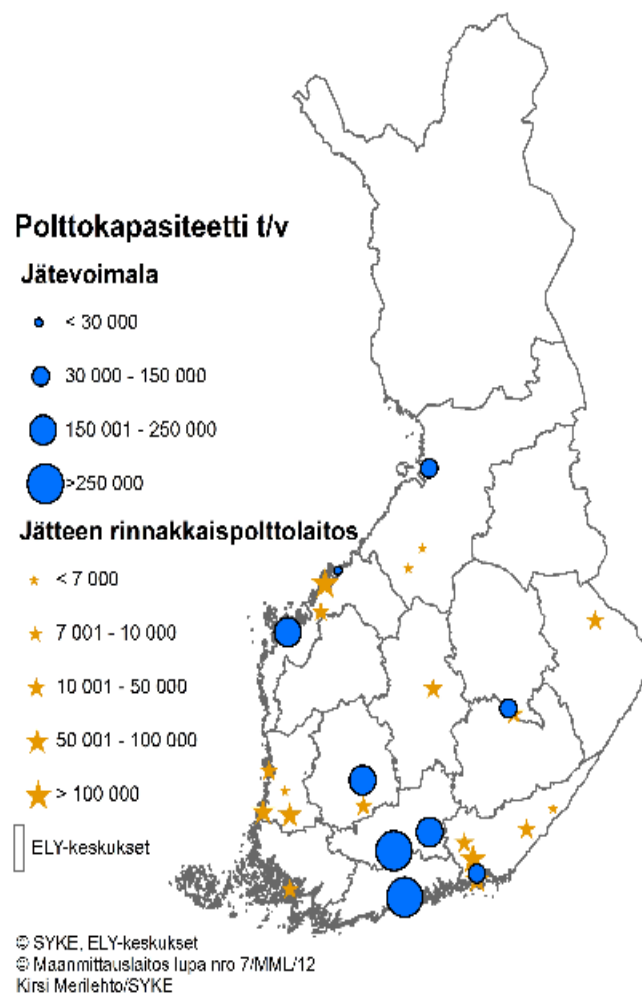 Polttokapasiteetti t/v
Jätevoimala
< 30 000
30 000 - 150 000
150 001 - 250 000
>250 000
Jätteen rinnakkaispolttolaitos
< 7 000
7 001 - 10 000
10 001 - 50 000
50 001 - 100 000
> 100 000
ELY-keskukset
© SYKE, ELY-keskukset
© Maanmittauslaitos lupa nro 7/MML/12
Kirsi Merilehto/SYKE